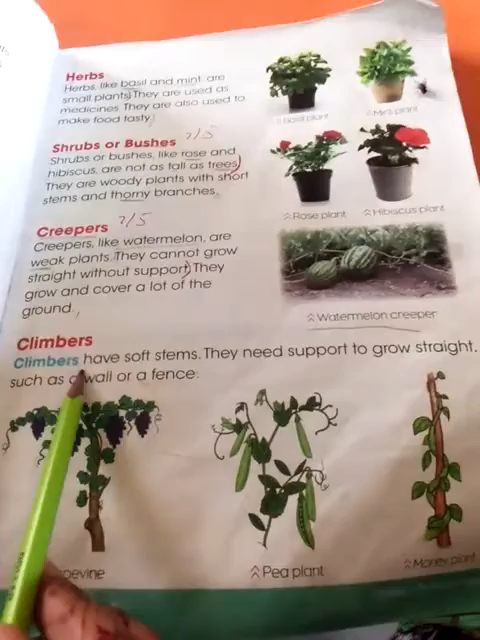 Herbs
Herbs, like basil and mint, are
small plants. They are used as
medicines. They are also used to
make food tasty.
Basil plant
Mint plant
7/5
Shrubs or Bushes
Shrubs or bushes, like rose and
hibiscus, are not as tall as trees.
They are woody plants with short
stems and thorny branches.
Rose plant
Hibiscus plant
7/5
Creepers
Creepers, like watermelon, are
weak plants. They cannot grow
straight without support. They
grow and cover a lot of the
ground.
Watermelon creeper
Climbers
Climbers have soft stems. They need support to grow straight,
such as a wall or a fence.
Pea plant
Money plant